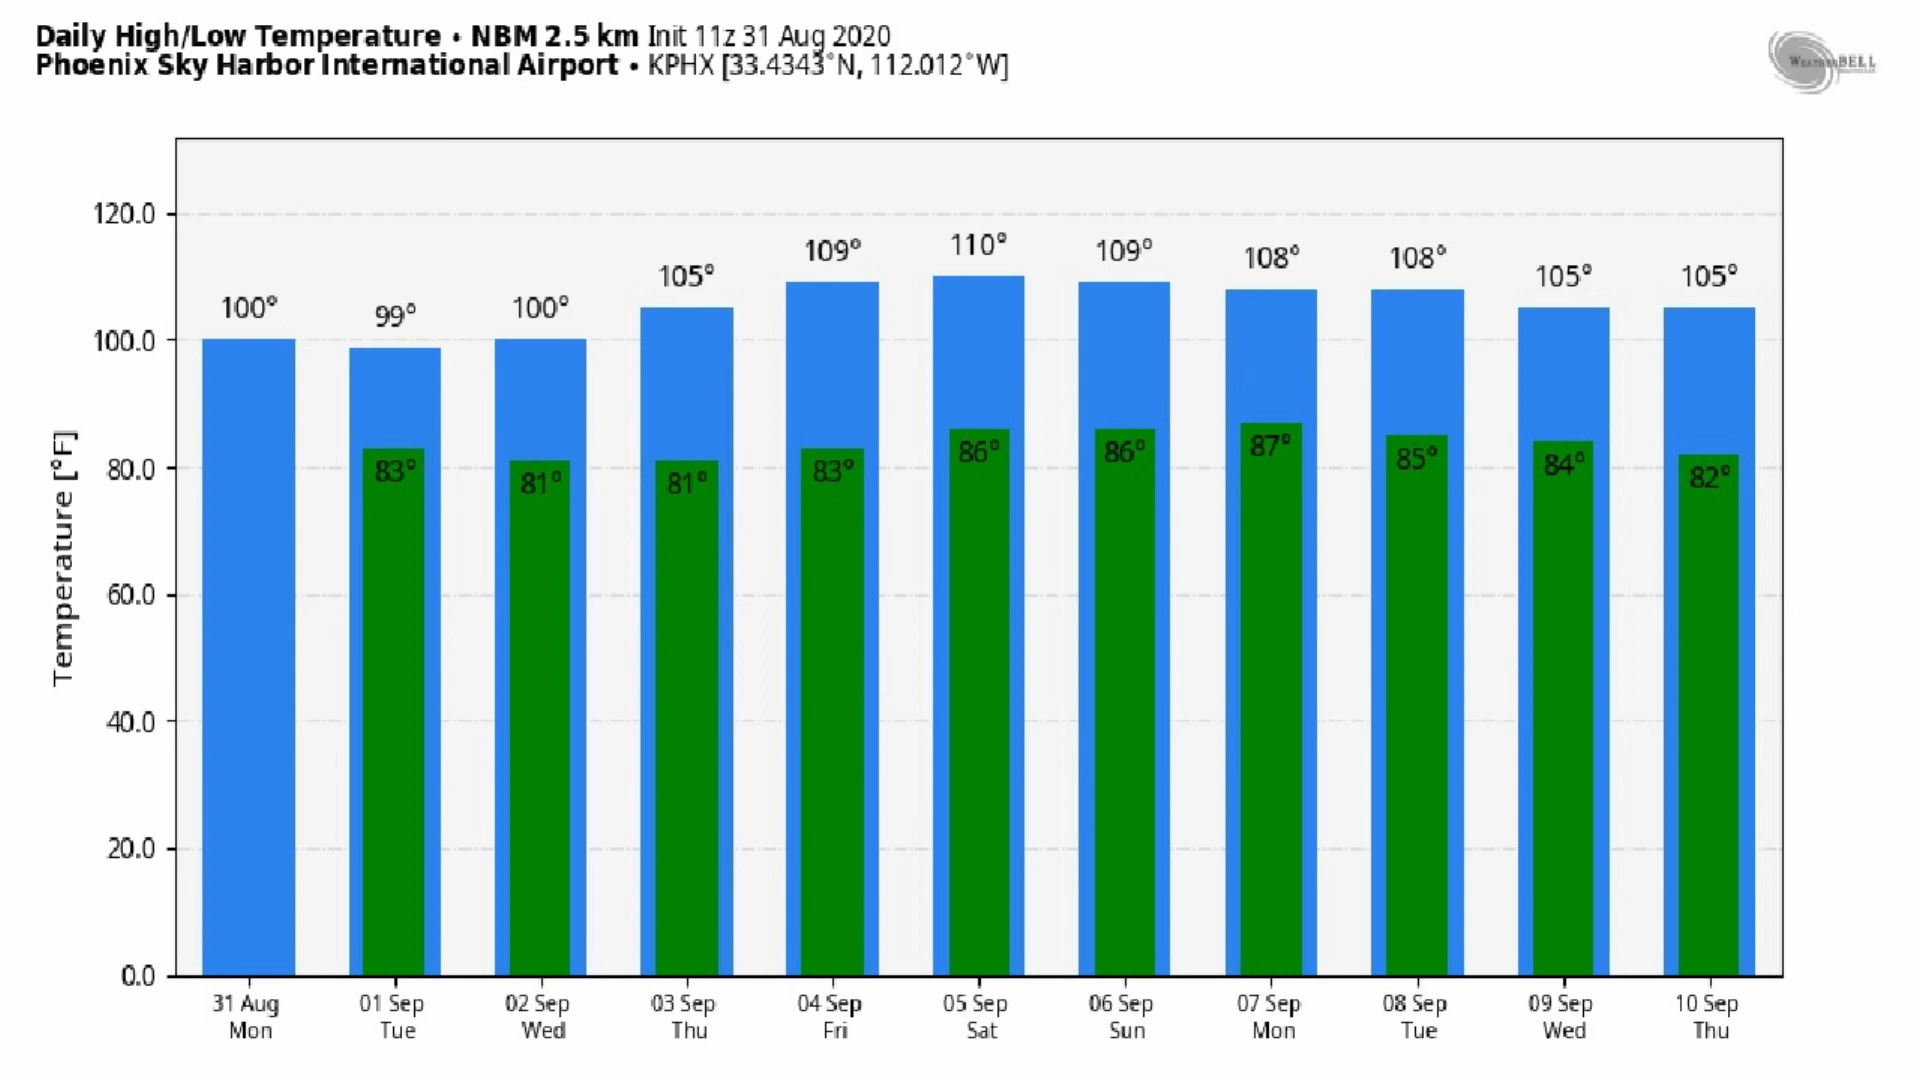 Daily High/Low Temperature • NBM 2.5 km Init 11z 31 Aug 2020
Phoenix Sky Harbor International Airport • KPHX [33.4343°N, 112.012°W]
WEATHERBELL
Temperature [°F]
120.0
100.0
80.0
60.0
40.0
20.0
0.0
100° 99° 100° 105° 109° 110° 109° 108° 108° 105° 105°
83° 81° 81° 83° 86° 86° 87° 85° 84° 82°
31 Aug 01 Sep 02 Sep 03 Sep 04 Sep 05 Sep 06 Sep 07 Sep 08 Sep 09 Sep 10 Sep
Mon Tue Wed Thu Fri Sat Sun Mon Tue Wed Thu